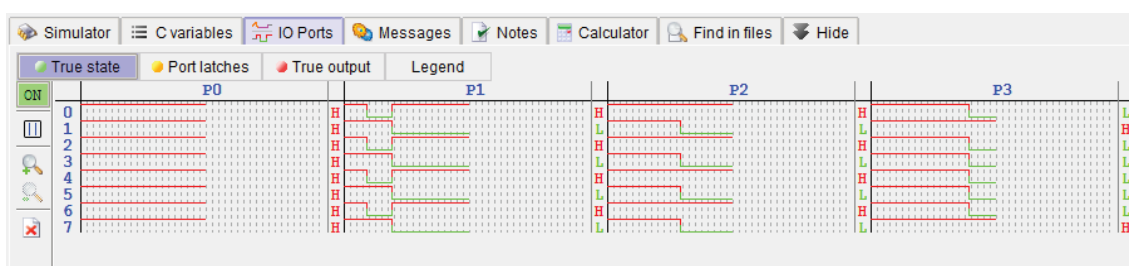 Simulator C variables IO Ports Messages Notes Calculator Find in files Hide
True state Port latches True output Legend
ON P0 P1 P2 P3
0 H H H L
1 H L L H
2 H H H L
3 H L L L
4 H H H L
5 H L L L
6 H H H L
7 H L L H